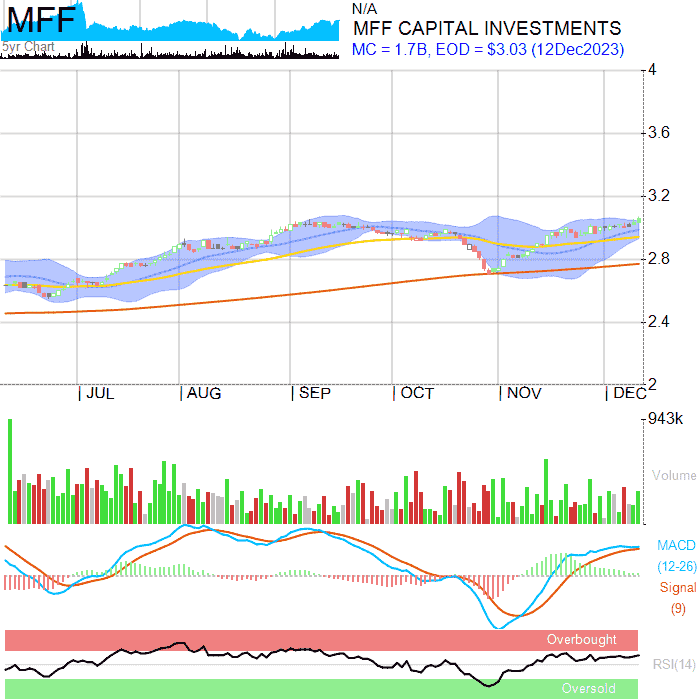 MFF
5yr Chart
N/A
MFF CAPITAL INVESTMENTS
MC = 1.7B, EOD = $3.03 (12Dec2023)
4
3.6
3.2
2.8
2.4
2
JUL AUG SEP OCT NOV DEC
943k
Volume
MACD
(12-26)
Signal
(9)
Overbought
RSI(14)
Oversold